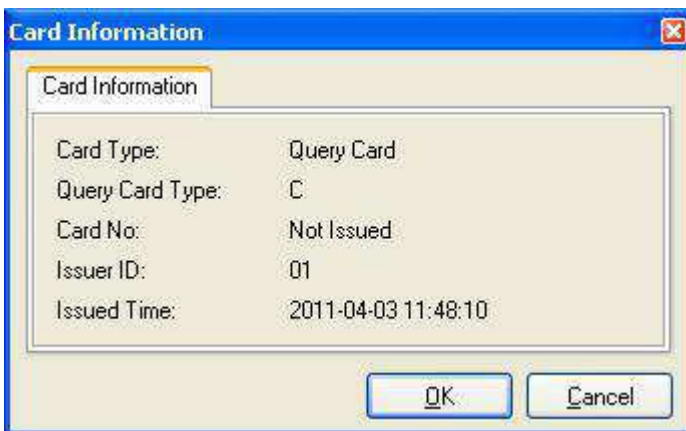 Card Information
Card Information
Card Type: Query Card
Query Card Type: C
Card No: Not Issued
Issuer ID: 01
Issued Time: 2011-04-03 11:48:10
OK Cancel